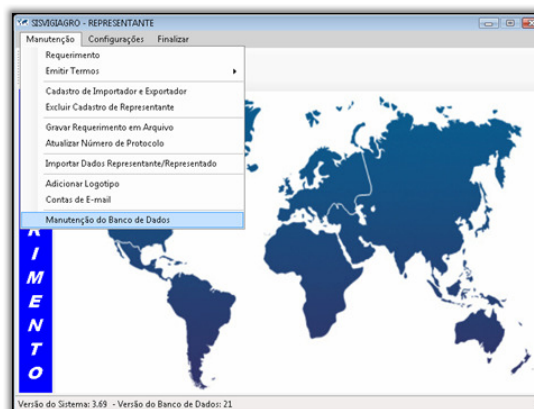 SISVIGIAGRO - REPRESENTANTE
Manutenção Configurações Finalizar
Requerimento
Emitir Termos
Cadastro de Importador e Exportador
Excluir Cadastro de Representante
Gravar Requerimento em Arquivo
Atualizar Número de Protocolo
Importar Dados Representante/Representado
Adicionar Logotipo
Contas de E-mail
Manutenção do Banco de Dados
R
I
M
E
N
T
O
Versão do Sistema: 3.69 - Versão do Banco de Dados: 21